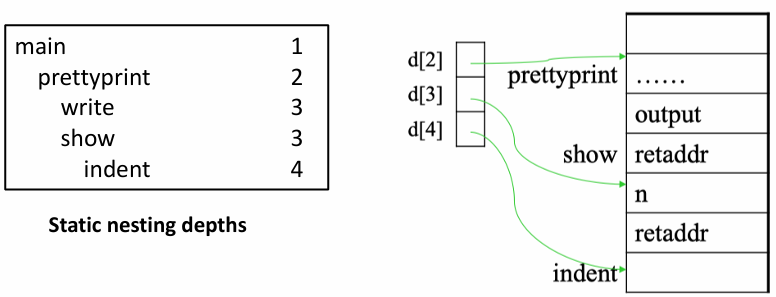 main 1
prettyprint 2
write 3
show 3
indent 4
Static nesting depths
d[2]
d[3]
d[4]
prettyprint
show
indent
......
output
retaddr
n
retaddr